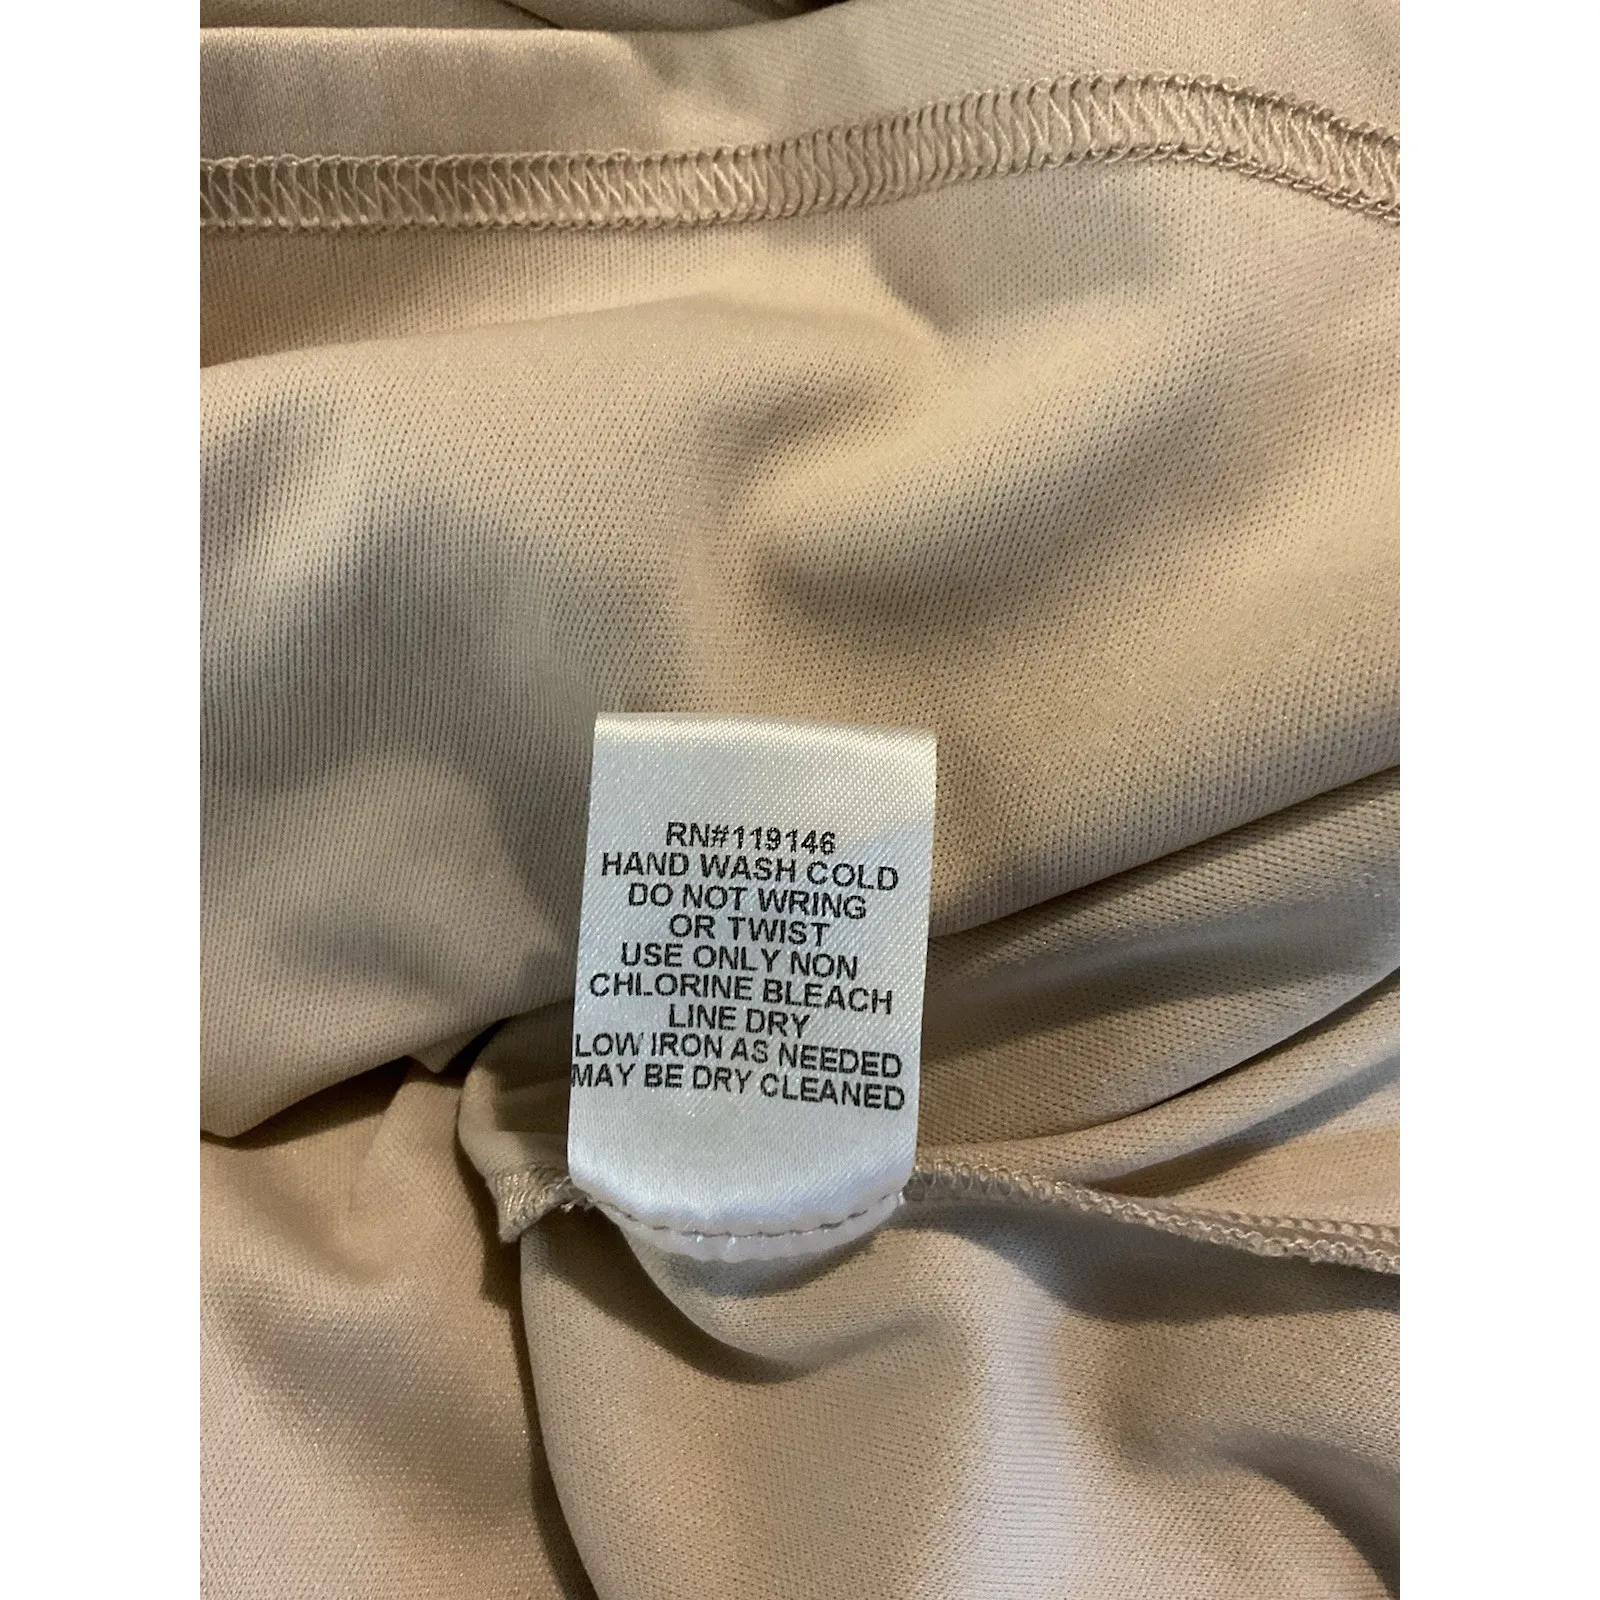 RN#119146
HAND WASH COLD
DO NOT WRING
OR TWIST
USE ONLY NON
CHLORINE BLEACH
LINE DRY
LOW IRON AS NEEDED
MAY BE DRY CLEANED